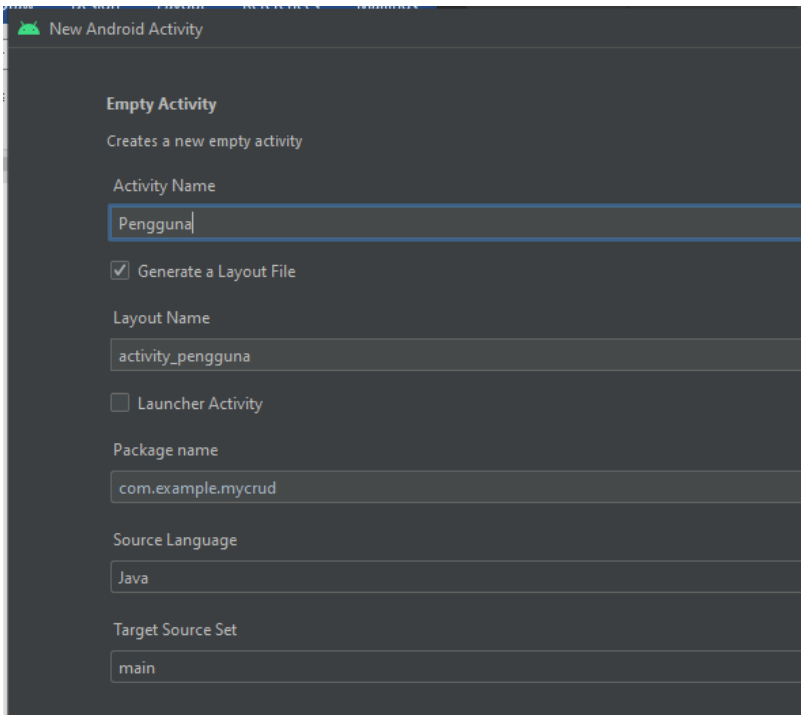 New Android Activity
Empty Activity
Creates a new empty activity
Activity Name
Pengguna
Generate a Layout File
Layout Name
activity_pengguna
Launcher Activity
Package name
com.example.mycrud
Source Language
Java
Target Source Set
main